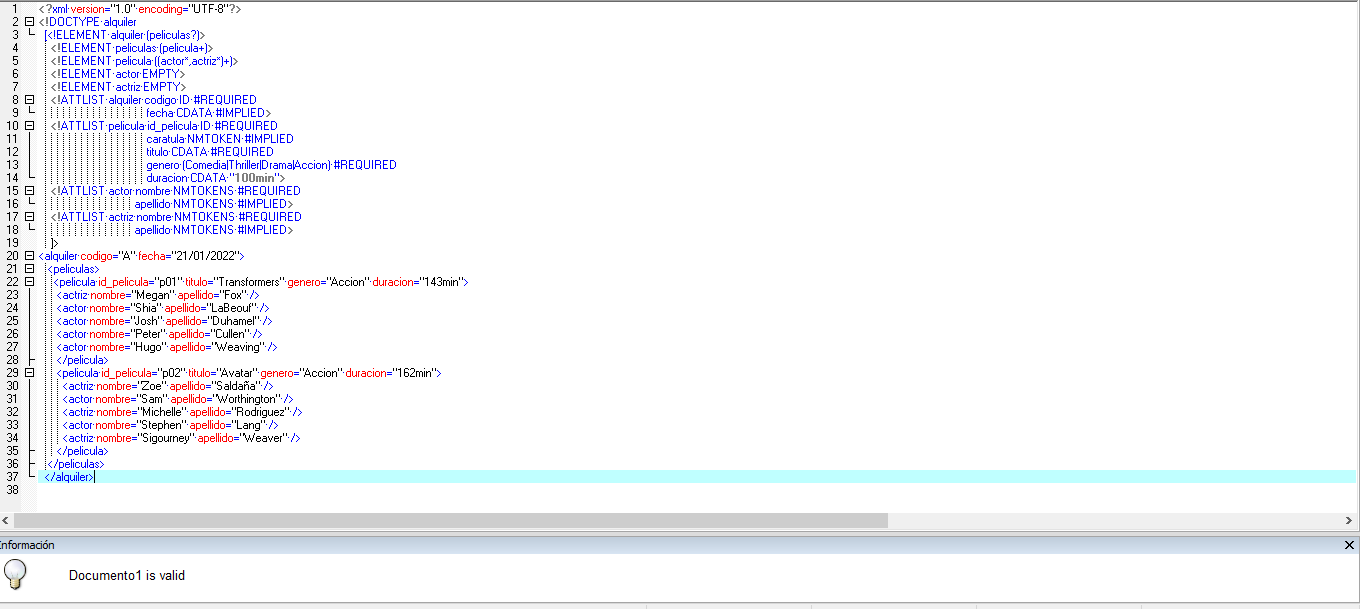 1 <?xml version="1.0" encoding="UTF-8"?>
2 <!DOCTYPE alquiler
3 [<!ELEMENT alquiler (peliculas?)>
4 <!ELEMENT peliculas (pelicula+)>
5 <!ELEMENT pelicula ((actor*,actriz*)+)>
6 <!ELEMENT actor EMPTY>
7 <!ELEMENT actriz EMPTY>
8 <!ATTLIST alquiler codigo ID #REQUIRED
9 fecha CDATA #IMPLIED>
10 <!ATTLIST pelicula id_pelicula ID #REQUIRED
11 caratula NMTOKEN #IMPLIED
12 titulo CDATA #REQUIRED
13 genero (Comedia|Thriller|Drama|Accion) #REQUIRED
14 duracion CDATA "100min">
15 <!ATTLIST actor nombre NMTOKENS #REQUIRED
16 apellido NMTOKENS #IMPLIED>
17 <!ATTLIST actriz nombre NMTOKENS #REQUIRED
18 apellido NMTOKENS #IMPLIED>
19 ]>
20 <alquiler codigo="A" fecha="21/01/2022">
21 <peliculas>
22 <pelicula id_pelicula="p01" titulo="Transformers" genero="Accion" duracion="143min">
23 <actriz nombre="Megan" apellido="Fox" />
24 <actor nombre="Shia" apellido="LaBeouf" />
25 <actor nombre="Josh" apellido="Duhamel" />
26 <actor nombre="Peter" apellido="Cullen" />
27 <actor nombre="Hugo" apellido="Weaving" />
28 </pelicula>
29 <pelicula id_pelicula="p02" titulo="Avatar" genero="Accion" duracion="162min">
30 <actriz nombre="Zoe" apellido="Saldaña" />
31 <actor nombre="Sam" apellido="Worthington" />
32 <actriz nombre="Michelle" apellido="Rodriguez" />
33 <actor nombre="Stephen" apellido="Lang" />
34 <actriz nombre="Sigourney" apellido="Weaver" />
35 </pelicula>
36 </peliculas>
37 </alquiler>
38
Información
Documento1 is valid